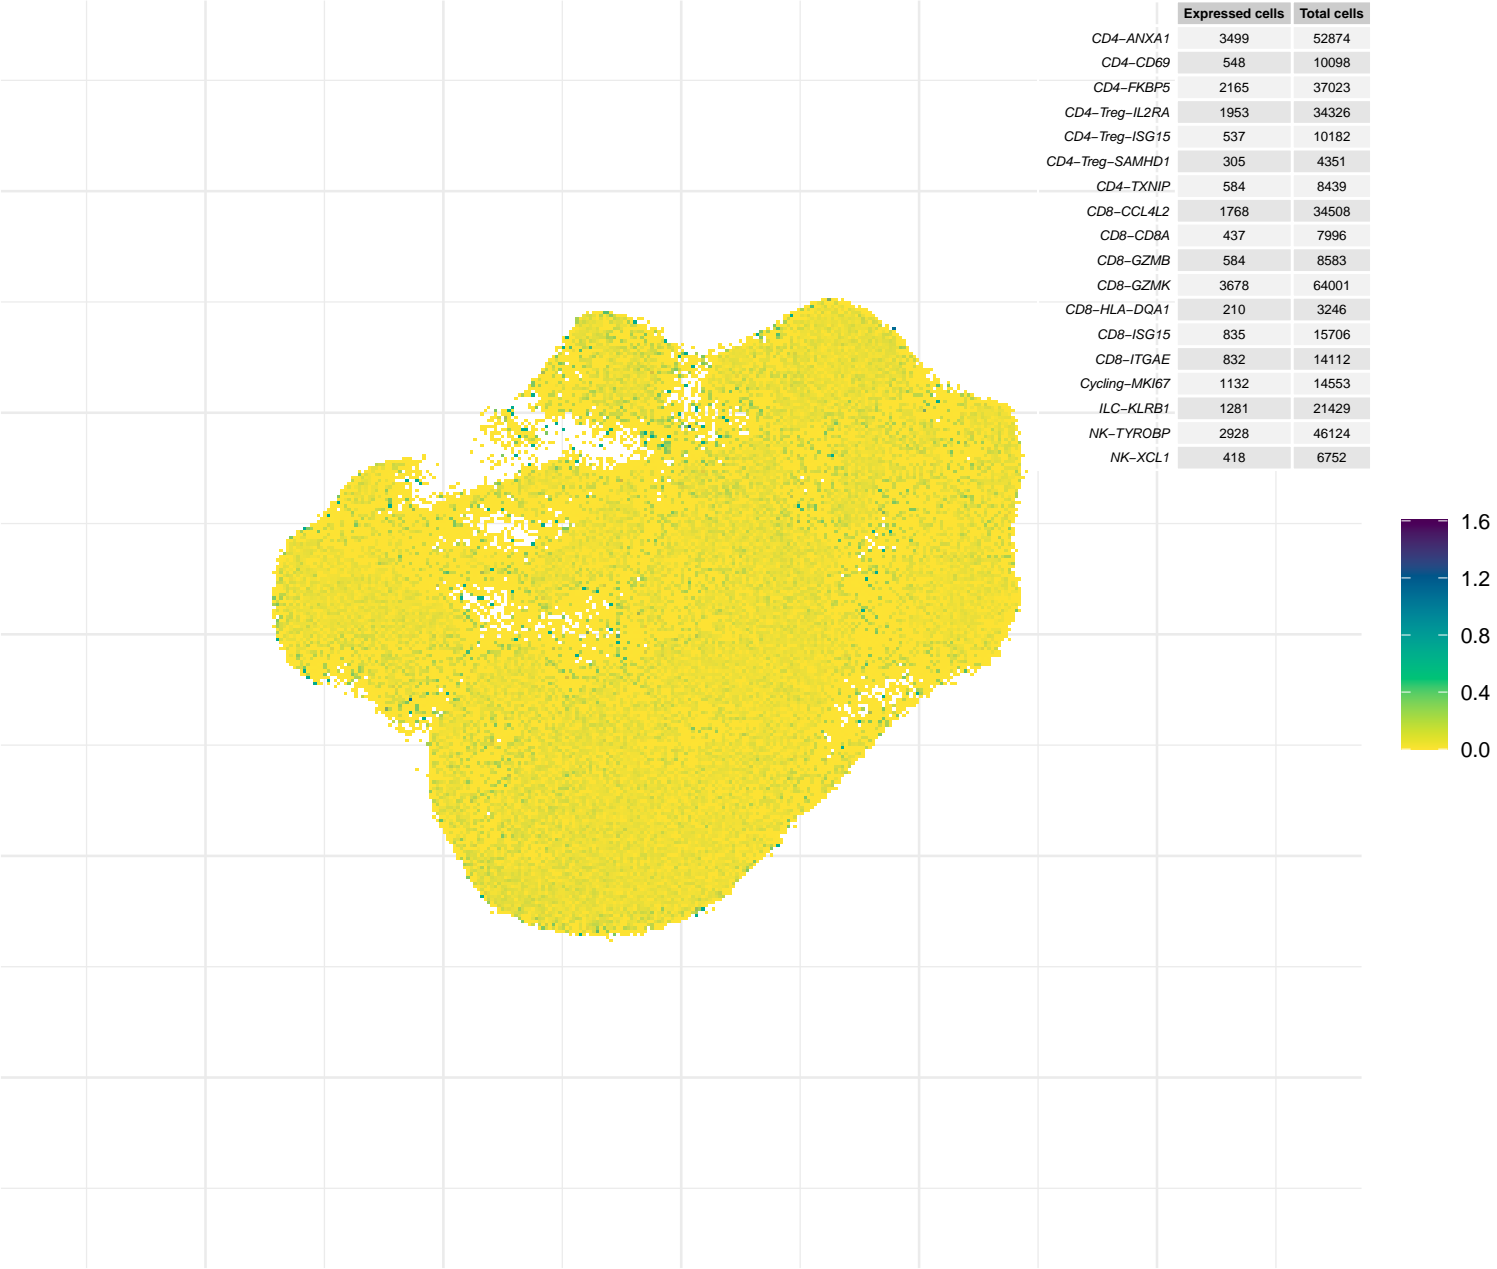 Expressed cells Total cells
CD4−ANXA1 3499 52874
CD4−CD69 548 10098
CD4−FKBP5 2165 37023
CD4−Treg−IL2RA 1953 34326
CD4−Treg−ISG15 537 10182
CD4−Treg−SAMHD1 305 4351
CD4−TXNIP 584 8439
CD8−CCL4L2 1768 34508
CD8−CD8A 437 7996
CD8−GZMB 584 8583
CD8−GZMK 3678 64001
CD8−HLA−DQA1 210 3246
CD8−ISG15 835 15706
CD8−ITGAE 832 14112
Cycling−MKI67 1132 14553
ILC−KLRB1 1281 21429
NK−TYROBP 2928 46124
NK−XCL1 418 6752
1.6
1.2
0.8
0.4
0.0